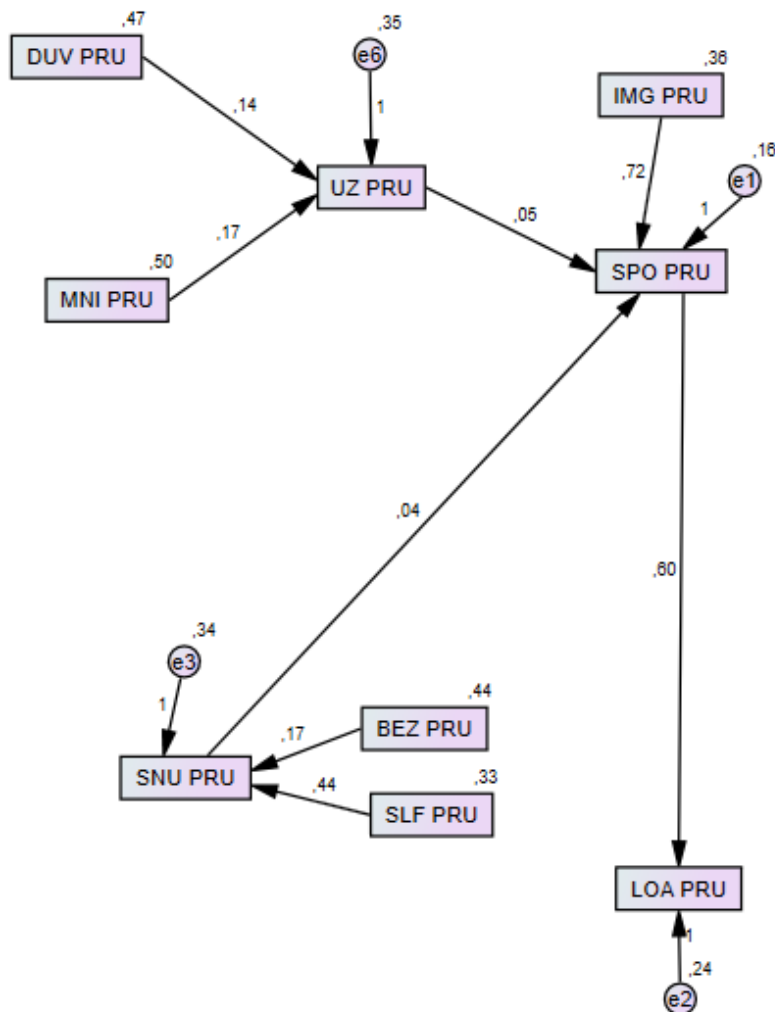 ,47
DUV PRU
,35
e6
,36
IMG PRU
,14
1
,16
e1
UZ PRU
,72
1
,17
,05
,50
MNI PRU
SPO PRU
,04
,60
,34
e3
1
,44
BEZ PRU
,17
SNU PRU
,44
,33
SLF PRU
LOA PRU
1
,24
e2